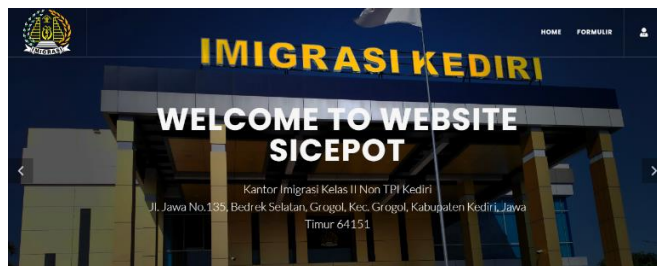 IMIGRASI
HOME FORMULIR
IMIGRASI KEDIRI
WELCOME TO WEBSITE
SICEPOT
Kantor Imigrasi Kelas II Non TPI Kediri
Jl. Jawa No.135, Bedrek Selatan, Grogol, Kec. Grogol, Kabupaten Kediri, Jawa
Timur 64151